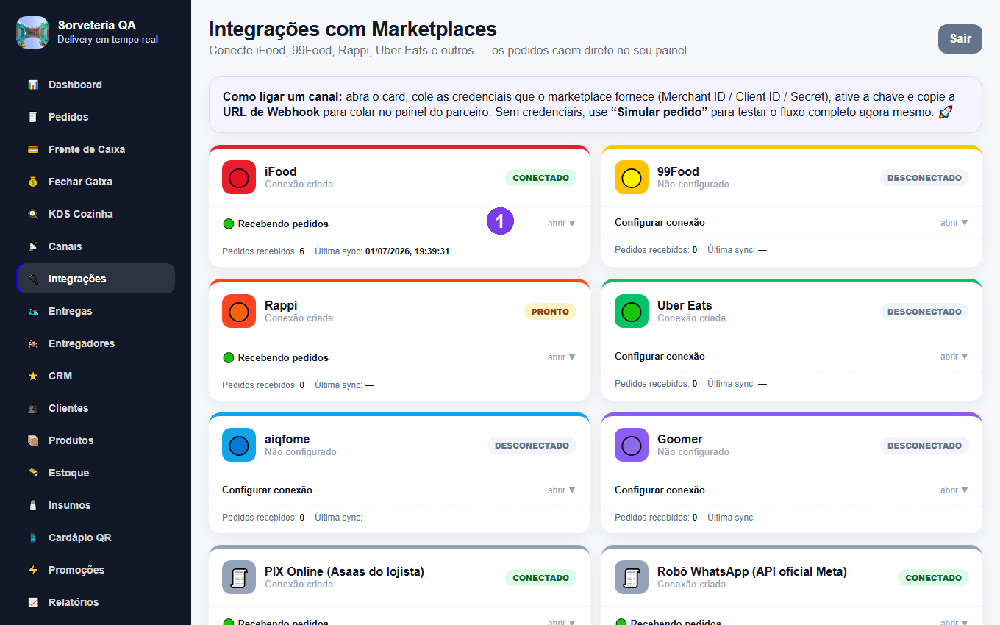 Sorveteria QA
Delivery em tempo real
Dashboard
Pedidos
Frente de Caixa
Fechar Caixa
KDS Cozinha
Canais
Integrações
Entregas
Entregadores
CRM
Clientes
Produtos
Estoque
Insumos
Cardápio QR
Promoções
Relatórios
Integrações com Marketplaces
Conecte iFood, 99Food, Rappi, Uber Eats e outros — os pedidos caem direto no seu painel
Sair
Como ligar um canal: abra o card, cole as credenciais que o marketplace fornece (Merchant ID / Client ID / Secret), ative a chave e copie a
URL de Webhook para colar no painel do parceiro. Sem credenciais, use “Simular pedido” para testar o fluxo completo agora mesmo. 🚀
iFood
Conexão criada
CONECTADO
Recebendo pedidos
1
abrir ▼
Pedidos recebidos: 6 Última sync: 01/07/2026, 19:39:31
99Food
Não configurado
DESCONECTADO
Configurar conexão
abrir ▼
Pedidos recebidos: 0 Última sync: —
Rappi
Conexão criada
PRONTO
Recebendo pedidos
abrir ▼
Pedidos recebidos: 0 Última sync: —
Uber Eats
Conexão criada
DESCONECTADO
Configurar conexão
abrir ▼
Pedidos recebidos: 0 Última sync: —
aiqfome
Não configurado
DESCONECTADO
Configurar conexão
abrir ▼
Pedidos recebidos: 0 Última sync: —
Goomer
Não configurado
DESCONECTADO
Configurar conexão
abrir ▼
Pedidos recebidos: 0 Última sync: —
PIX Online (Asaas do lojista)
Conexão criada
CONECTADO
Recebendo pedidos
abrir ▼
Robô WhatsApp (API oficial Meta)
Conexão criada
CONECTADO
Recebendo pedidos
abrir ▼